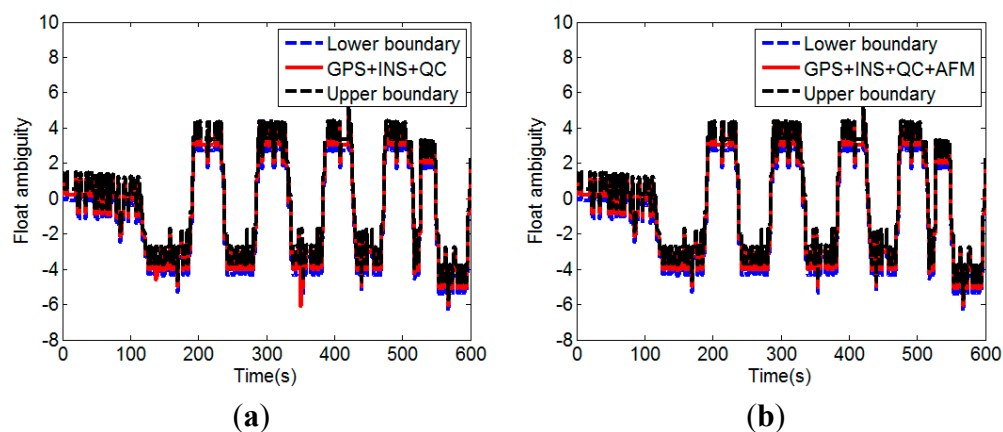 10
8
6
4
2
0
-2
-4
-6
-8
Float ambiguity
Lower boundary
GPS+INS+QC
Upper boundary
0 100 200 300 400 500 600
Time(s)
(a)
10
8
6
4
2
0
-2
-4
-6
-8
Float ambiguity
Lower boundary
GPS+INS+QC+AFM
Upper boundary
0 100 200 300 400 500 600
Time(s)
(b)